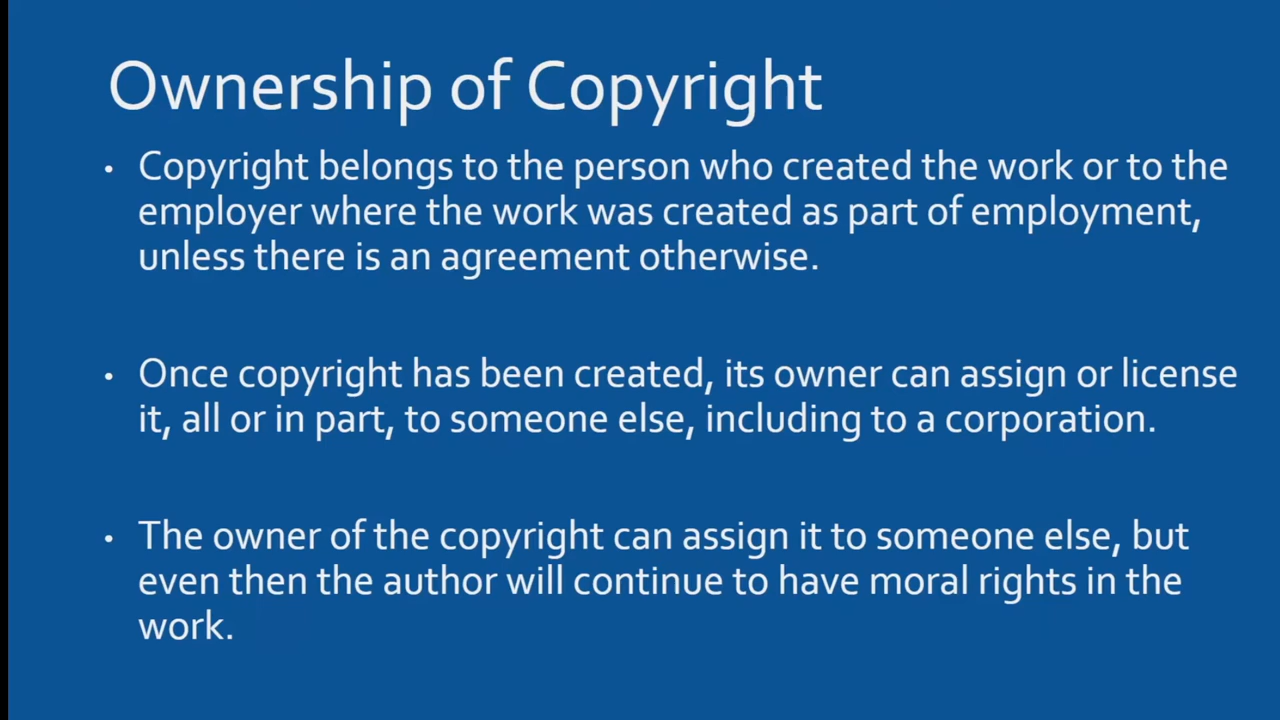 Ownership of Copyright
• Copyright belongs to the person who created the work or to the
employer where the work was created as part of employment,
unless there is an agreement otherwise.
• Once copyright has been created, its owner can assign or license
it, all or in part, to someone else, including to a corporation.
• The owner of the copyright can assign it to someone else, but
even then the author will continue to have moral rights in the
work.